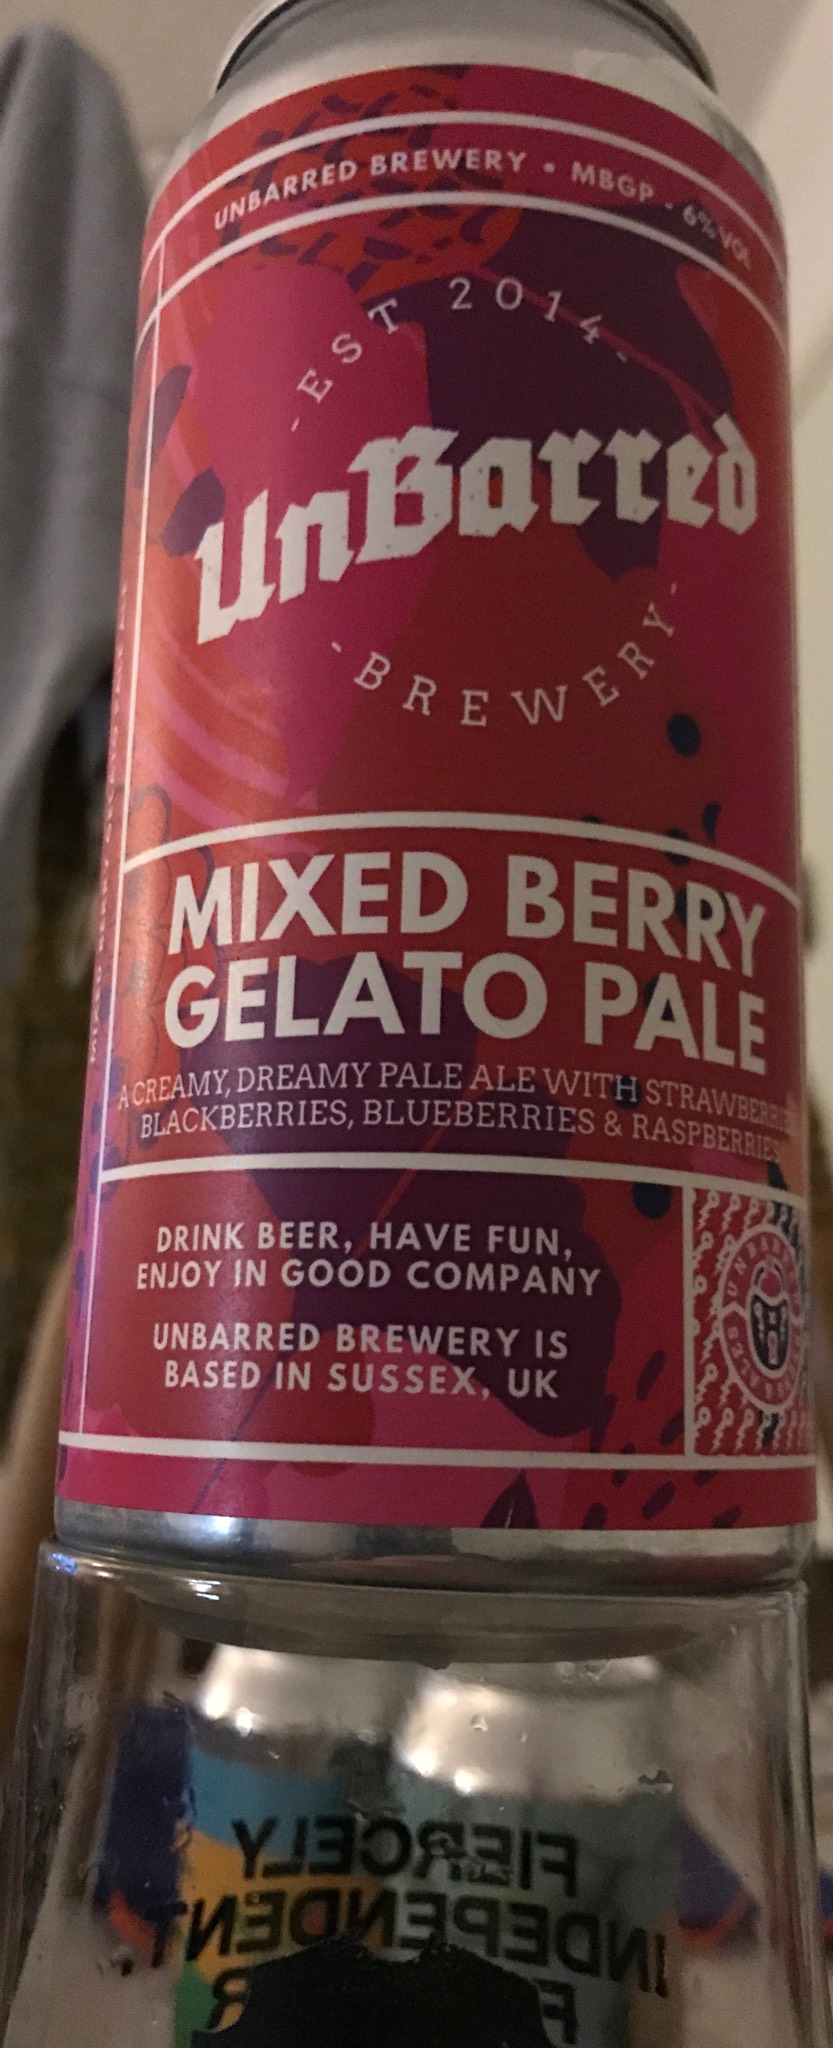 UNBARRED BREWERY • MBGP - 6% VOL
- EST 2014 -
UnBarred
- BREWERY -
MIXED BERRY
GELATO PALE
A CREAMY, DREAMY PALE ALE WITH STRAWBERRIES
BLACKBERRIES, BLUEBERRIES & RASPBERRIES
DRINK BEER, HAVE FUN,
ENJOY IN GOOD COMPANY
UNBARRED BREWERY IS
BASED IN SUSSEX, UK
FIERCELY
INDEPENDENT